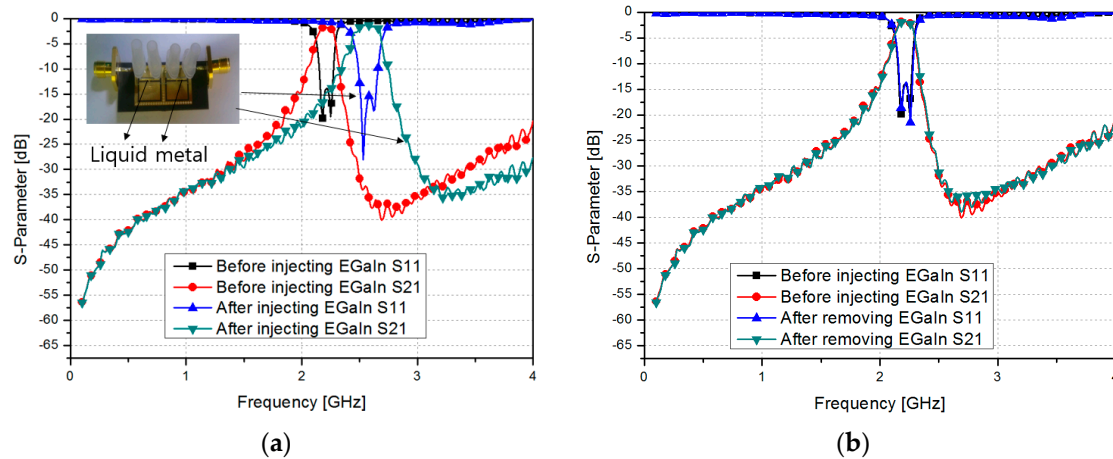 0
-5
-10
-15
-20
-25
-30
-35
-40
-45
-50
-55
-60
-65
S-Parameter [dB]
Liquid metal
Before injecting EGaIn S11
Before injecting EGaIn S21
After injecting EGaIn S11
After injecting EGaIn S21
0 1 2 3 4
Frequency [GHz]
(a)
0
-5
-10
-15
-20
-25
-30
-35
-40
-45
-50
-55
-60
-65
S-Parameter [dB]
Before injecting EGaIn S11
Before injecting EGaIn S21
After removing EGaIn S11
After removing EGaIn S21
0 1 2 3 4
Frequency [GHz]
(b)